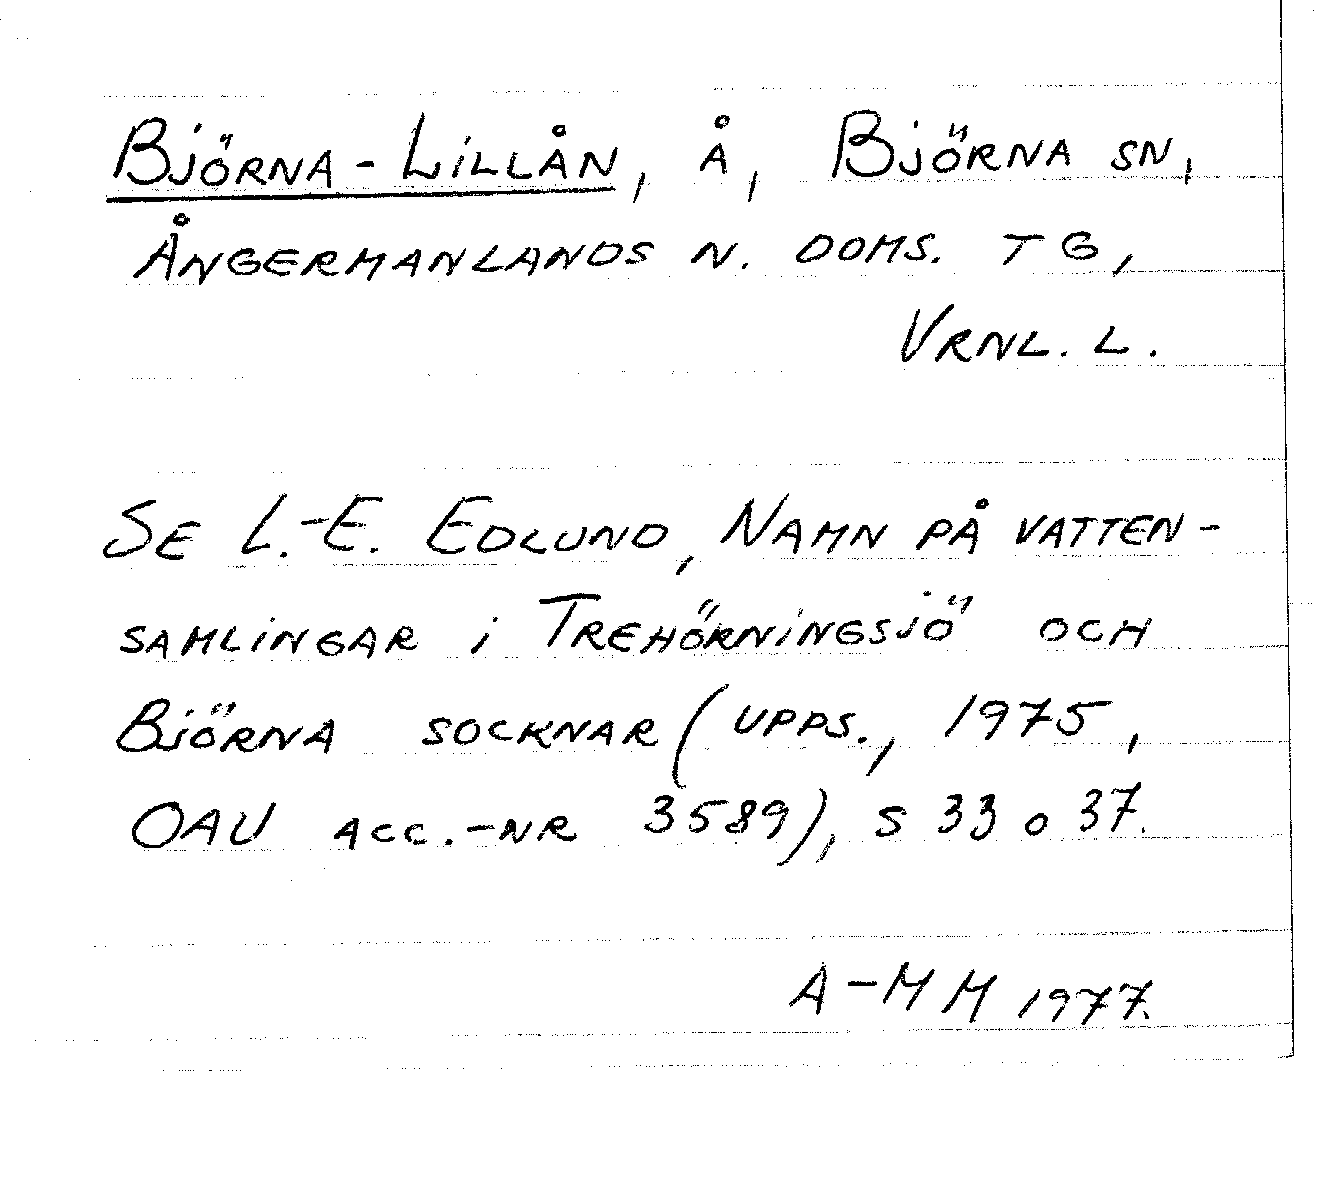 BJÖRNA-LILLÅN, Å, BJÖRNA SN,
ÅNGERMANLANDS N. DOMS. TG,
VRNL. L.
SE L.-E. EDLUND, NAMN PÅ VATTEN-
SAMLINGAR I TREHÖRNINGSJÖ OCH
BJÖRNA SOCKNAR (UPPS., 1975,
OAU ACC.-NR 3589), S 33 o 37.
A-MM 1977.